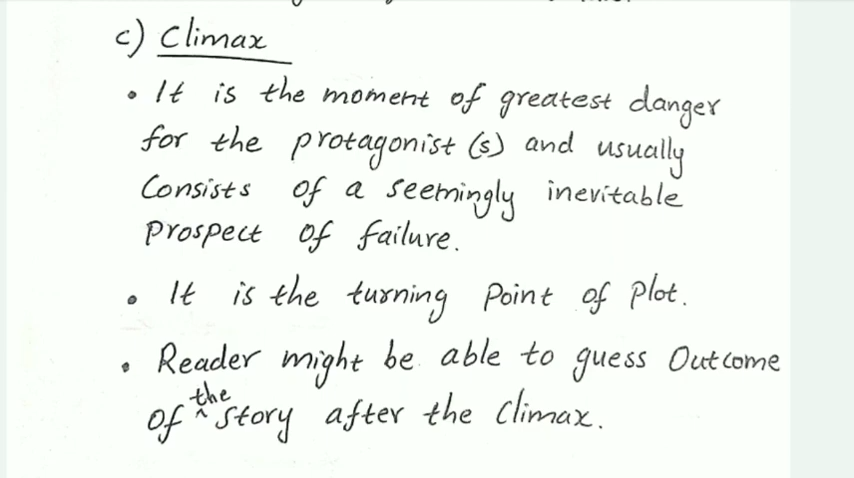 c) Climax
• It is the moment of greatest danger
for the protagonist (s) and usually
Consists of a seemingly inevitable
Prospect of failure.
• It is the turning Point of Plot.
• Reader might be able to guess Outcome
of ^the story after the Climax.